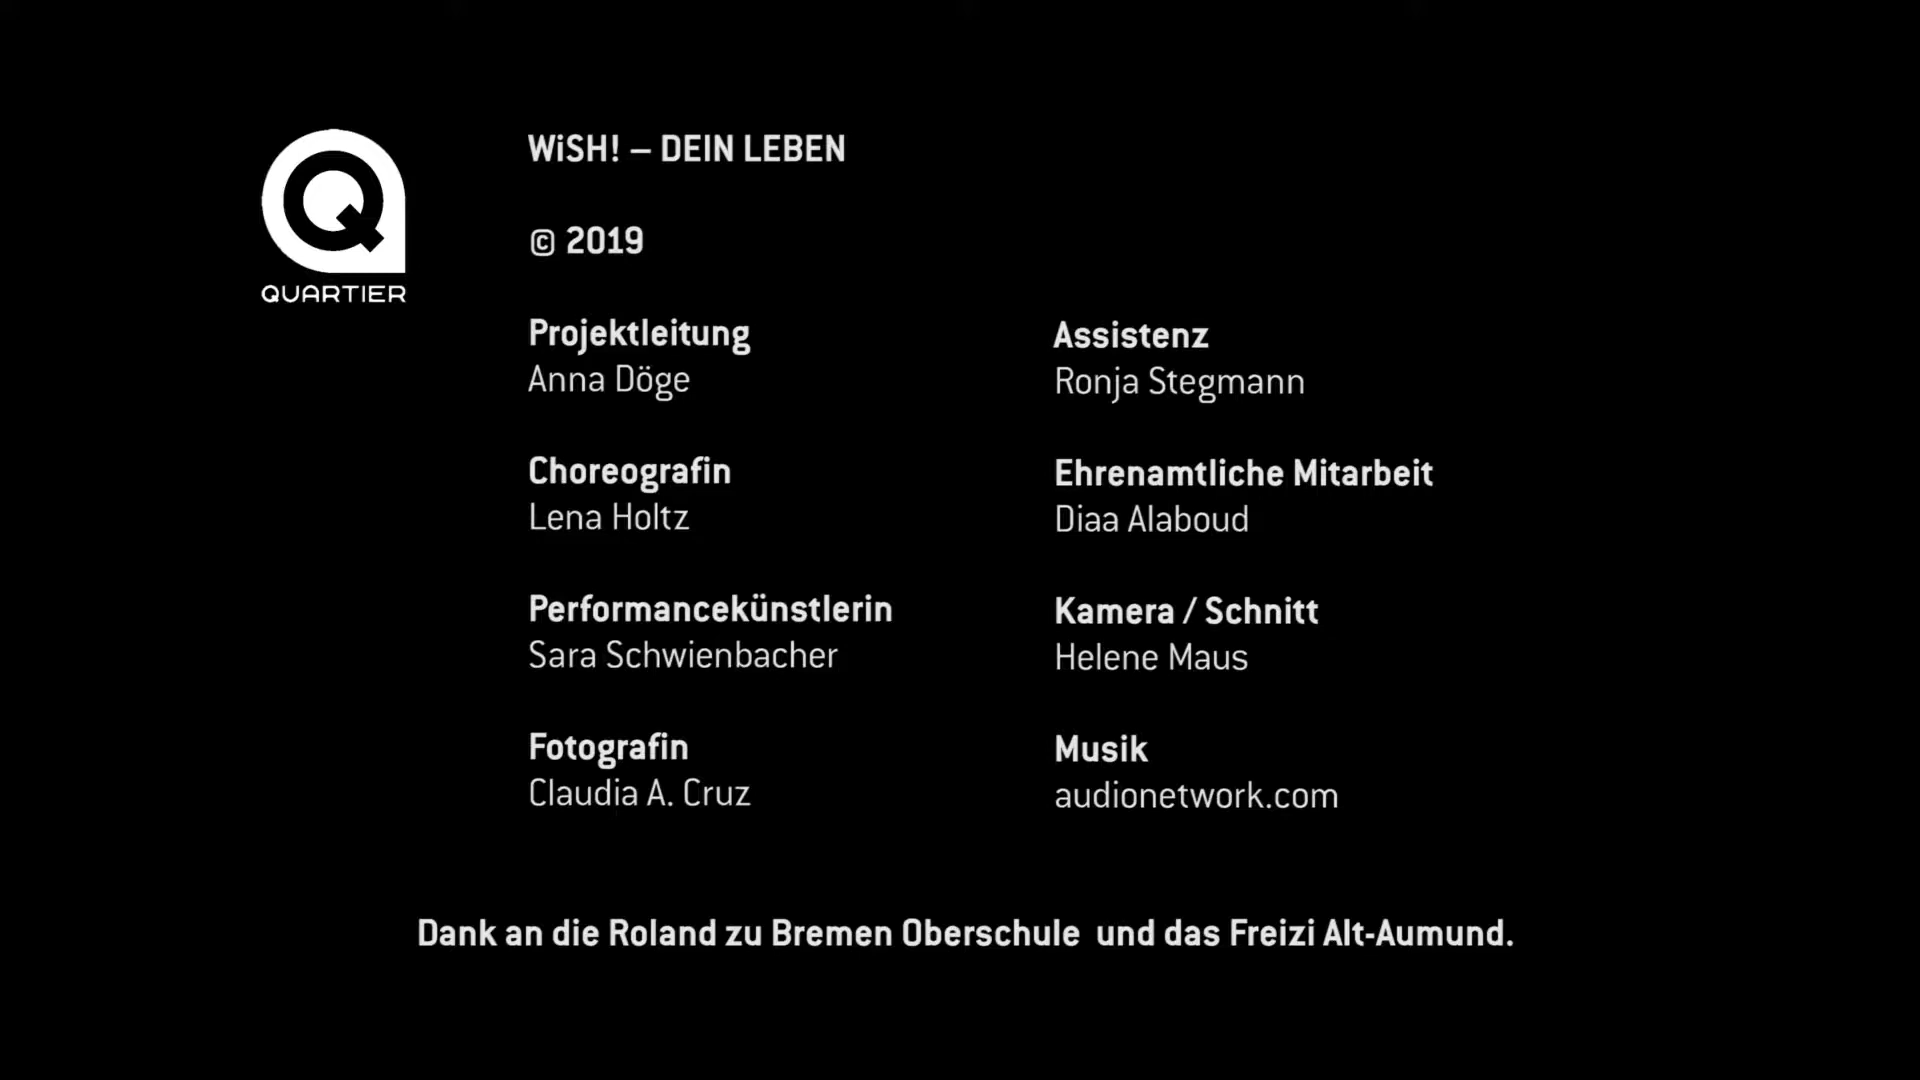 QUARTIER
WiSH! – DEIN LEBEN
© 2019
Projektleitung
Anna Döge
Choreografin
Lena Holtz
Performancekünstlerin
Sara Schwienbacher
Fotografin
Claudia A. Cruz
Assistenz
Ronja Stegmann
Ehrenamtliche Mitarbeit
Diaa Alaboud
Kamera / Schnitt
Helene Maus
Musik
audionetwork.com
Dank an die Roland zu Bremen Oberschule und das Freizi Alt-Aumund.